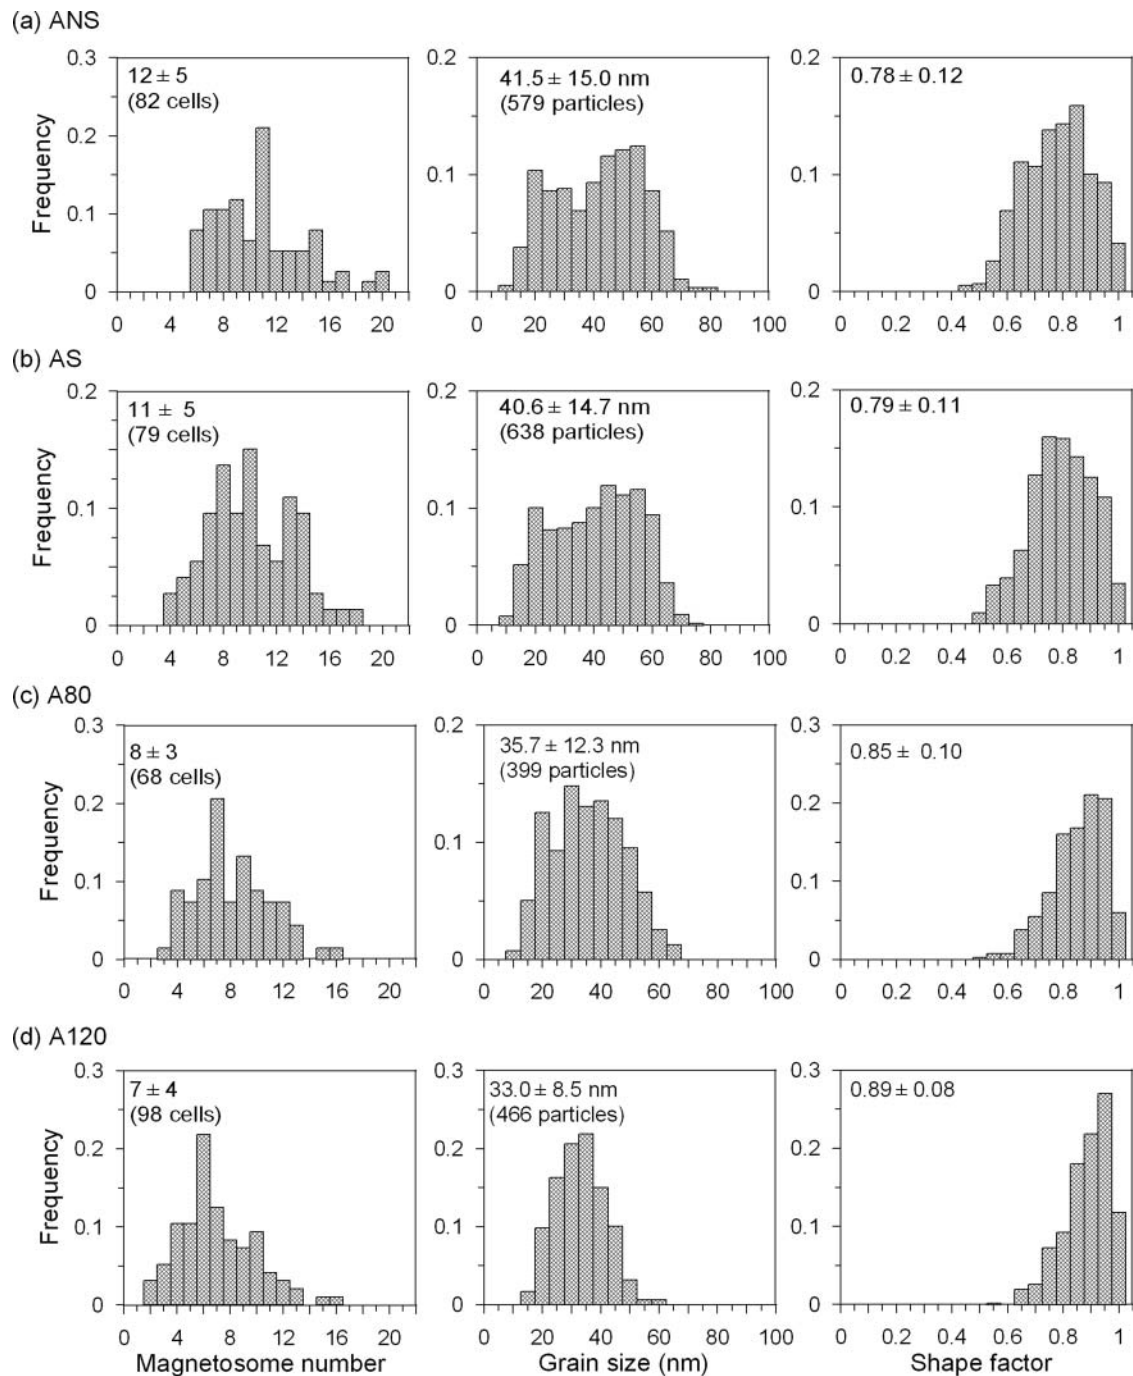 (a) ANS
0.3
0.2
0.1
0
Frequency
12 ± 5
(82 cells)
0 4 8 12 16 20
0.2
0.1
0
41.5 ± 15.0 nm
(579 particles)
0 20 40 60 80 100
0.2
0.1
0
0.78 ± 0.12
0 0.2 0.4 0.6 0.8 1
(b) AS
0.2
0.1
0
Frequency
11 ± 5
(79 cells)
0 4 8 12 16 20
0.2
0.1
0
40.6 ± 14.7 nm
(638 particles)
0 20 40 60 80 100
0.2
0.1
0
0.79 ± 0.11
0 0.2 0.4 0.6 0.8 1
(c) A80
0.3
0.2
0.1
0
Frequency
8 ± 3
(68 cells)
0 4 8 12 16 20
0.2
0.1
0
35.7 ± 12.3 nm
(399 particles)
0 20 40 60 80 100
0.3
0.2
0.1
0
0.85 ± 0.10
0 0.2 0.4 0.6 0.8 1
(d) A120
0.3
0.2
0.1
0
Frequency
7 ± 4
(98 cells)
0 4 8 12 16 20
Magnetosome number
0.3
0.2
0.1
0
33.0 ± 8.5 nm
(466 particles)
0 20 40 60 80 100
Grain size (nm)
0.3
0.2
0.1
0
0.89 ± 0.08
0 0.2 0.4 0.6 0.8 1
Shape factor